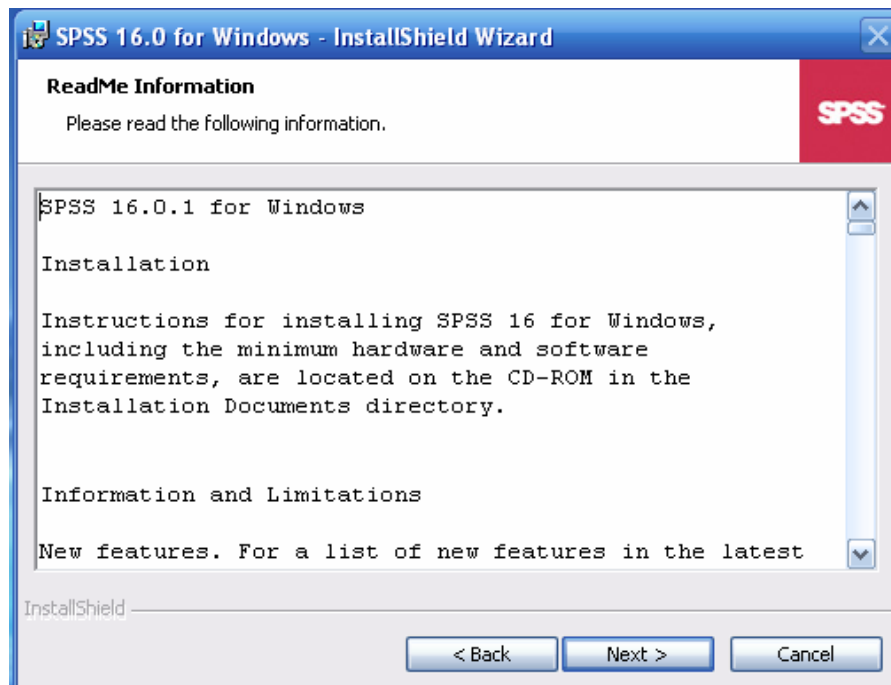 SPSS 16.0 for Windows - InstallShield Wizard
ReadMe Information
Please read the following information.
SPSS
SPSS 16.0.1 for Windows
Installation
Instructions for installing SPSS 16 for Windows,
including the minimum hardware and software
requirements, are located on the CD-ROM in the
Installation Documents directory.
Information and Limitations
New features. For a list of new features in the latest
InstallShield
< Back
Next >
Cancel